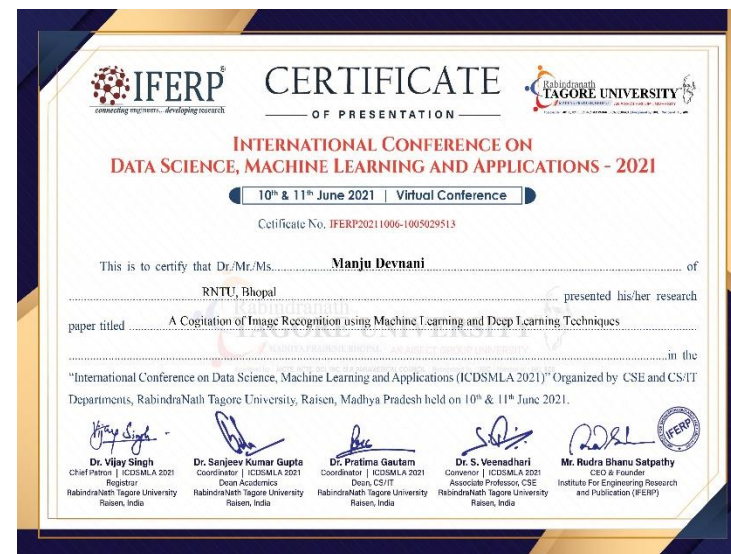 IFERP®
connecting engineers... developing research
CERTIFICATE
OF PRESENTATION
Rabindranath
TAGORE UNIVERSITY
INTERNATIONAL CONFERENCE ON
DATA SCIENCE, MACHINE LEARNING AND APPLICATIONS - 2021
10th & 11th June 2021 | Virtual Conference
Cetificate No. IFERP20211006-1005029513
This is to certify that Dr./Mr./Ms. Manju Devnani of
RNTU, Bhopal presented his/her research
paper titled A Cogitation of Image Recognition using Machine Learning and Deep Learning Techniques
in the
"International Conference on Data Science, Machine Learning and Applications (ICDSMLA 2021)" Organized by CSE and CS/IT
Departments, RabindraNath Tagore University, Raisen, Madhya Pradesh held on 10th & 11th June 2021.
Vijay Singh
IFERP
Dr. Vijay Singh
Chief Patron | ICDSMLA 2021
Registrar
RabindraNath Tagore University
Raisen, India
Dr. Sanjeev Kumar Gupta
Coordinator | ICDSMLA 2021
Dean Academics
RabindraNath Tagore University
Raisen, India
Dr. Pratima Gautam
Coordinator | ICDSMLA 2021
Dean, CS/IT
RabindraNath Tagore University
Raisen, India
Dr. S. Veenadhari
Convenor | ICDSMLA 2021
Associate Professor, CSE
RabindraNath Tagore University
Raisen, India
Mr. Rudra Bhanu Satpathy
CEO & Founder
Institute For Engineering Research
and Publication (IFERP)